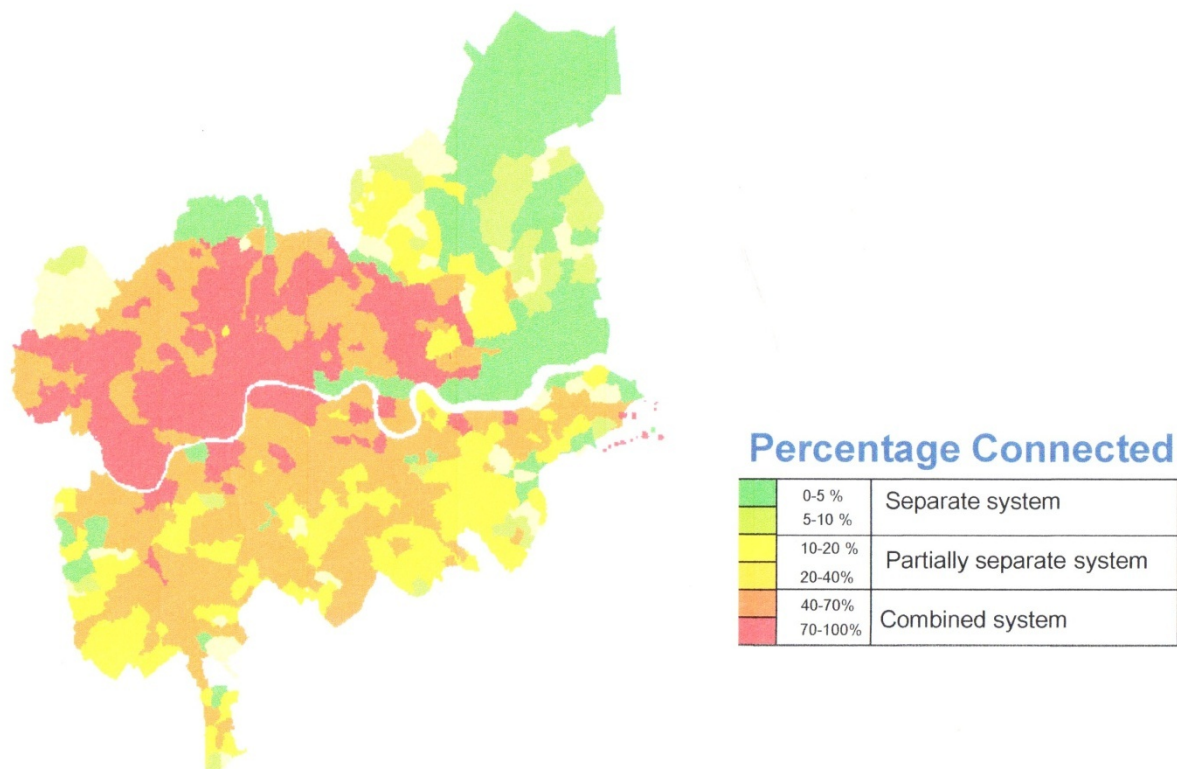 Percentage Connected
0-5 %
Separate system
5-10 %
10-20 %
Partially separate system
20-40%
40-70%
Combined system
70-100%